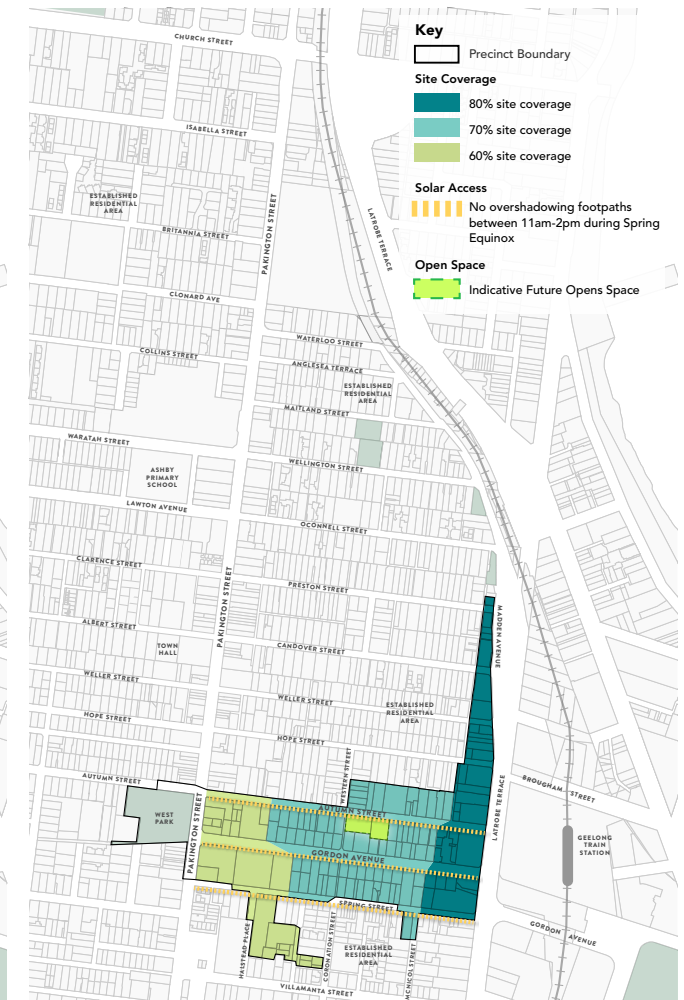 Key
Precinct Boundary
Site Coverage
80% site coverage
70% site coverage
60% site coverage
Solar Access
No overshadowing footpaths
between 11am-2pm during Spring
Equinox
Open Space
Indicative Future Opens Space
CHURCH STREET
ISABELLA STREET
ESTABLISHED
RESIDENTIAL
AREA
PAKINGTON STREET
LATROBE TERRACE
BRITANNIA STREET
CLONARD AVE
COLLINS STREET
WATERLOO STREET
ANGLESEA TERRACE
ESTABLISHED
RESIDENTIAL
AREA
MAITLAND STREET
WARATAH STREET
WELLINGTON STREET
ASHBY
PRIMARY
SCHOOL
LAWTON AVENUE
OCONNELL STREET
CLARENCE STREET
PRESTON STREET
PAKINGTON STREET
MADDEN AVENUE
ALBERT STREET
TOWN
HALL
CANDOVER STREET
WELLER STREET
WELLER STREET
ESTABLISHED
RESIDENTIAL
AREA
HOPE STREET
HOPE STREET
WESTERN STREET
AUTUMN STREET
BROUGHAM STREET
LATROBE TERRACE
WEST
PARK
PAKINGTON STREET
AUTUMN STREET
GEELONG
TRAIN
STATION
GORDON AVENUE
SPRING STREET
GORDON AVENUE
HALSTEAD PLACE
CORONATION STREET
ESTABLISHED
RESIDENTIAL
AREA
MCNICOL STREET
VILLAMANTA STREET